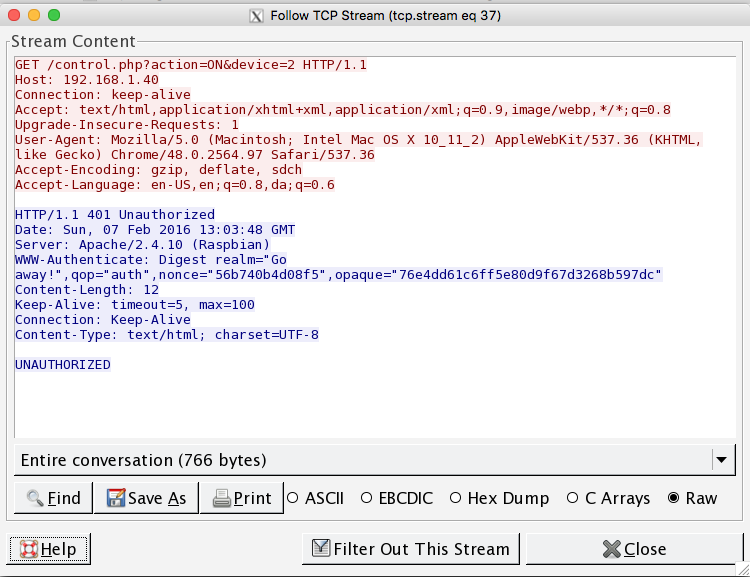 Follow TCP Stream (tcp.stream eq 37)
Stream Content
GET /control.php?action=ON&device=2 HTTP/1.1
Host: 192.168.1.40
Connection: keep-alive
Accept: text/html,application/xhtml+xml,application/xml;q=0.9,image/webp,*/*;q=0.8
Upgrade-Insecure-Requests: 1
User-Agent: Mozilla/5.0 (Macintosh; Intel Mac OS X 10_11_2) AppleWebKit/537.36 (KHTML,
like Gecko) Chrome/48.0.2564.97 Safari/537.36
Accept-Encoding: gzip, deflate, sdch
Accept-Language: en-US,en;q=0.8,da;q=0.6
HTTP/1.1 401 Unauthorized
Date: Sun, 07 Feb 2016 13:03:48 GMT
Server: Apache/2.4.10 (Raspbian)
WWW-Authenticate: Digest realm="Go
away!",qop="auth",nonce="56b740b4d08f5",opaque="76e4dd61c6ff5e80d9f67d3268b597dc"
Content-Length: 12
Keep-Alive: timeout=5, max=100
Connection: Keep-Alive
Content-Type: text/html; charset=UTF-8
UNAUTHORIZED
Entire conversation (766 bytes)
Find Save As Print ASCII EBCDIC Hex Dump C Arrays Raw
Help Filter Out This Stream Close